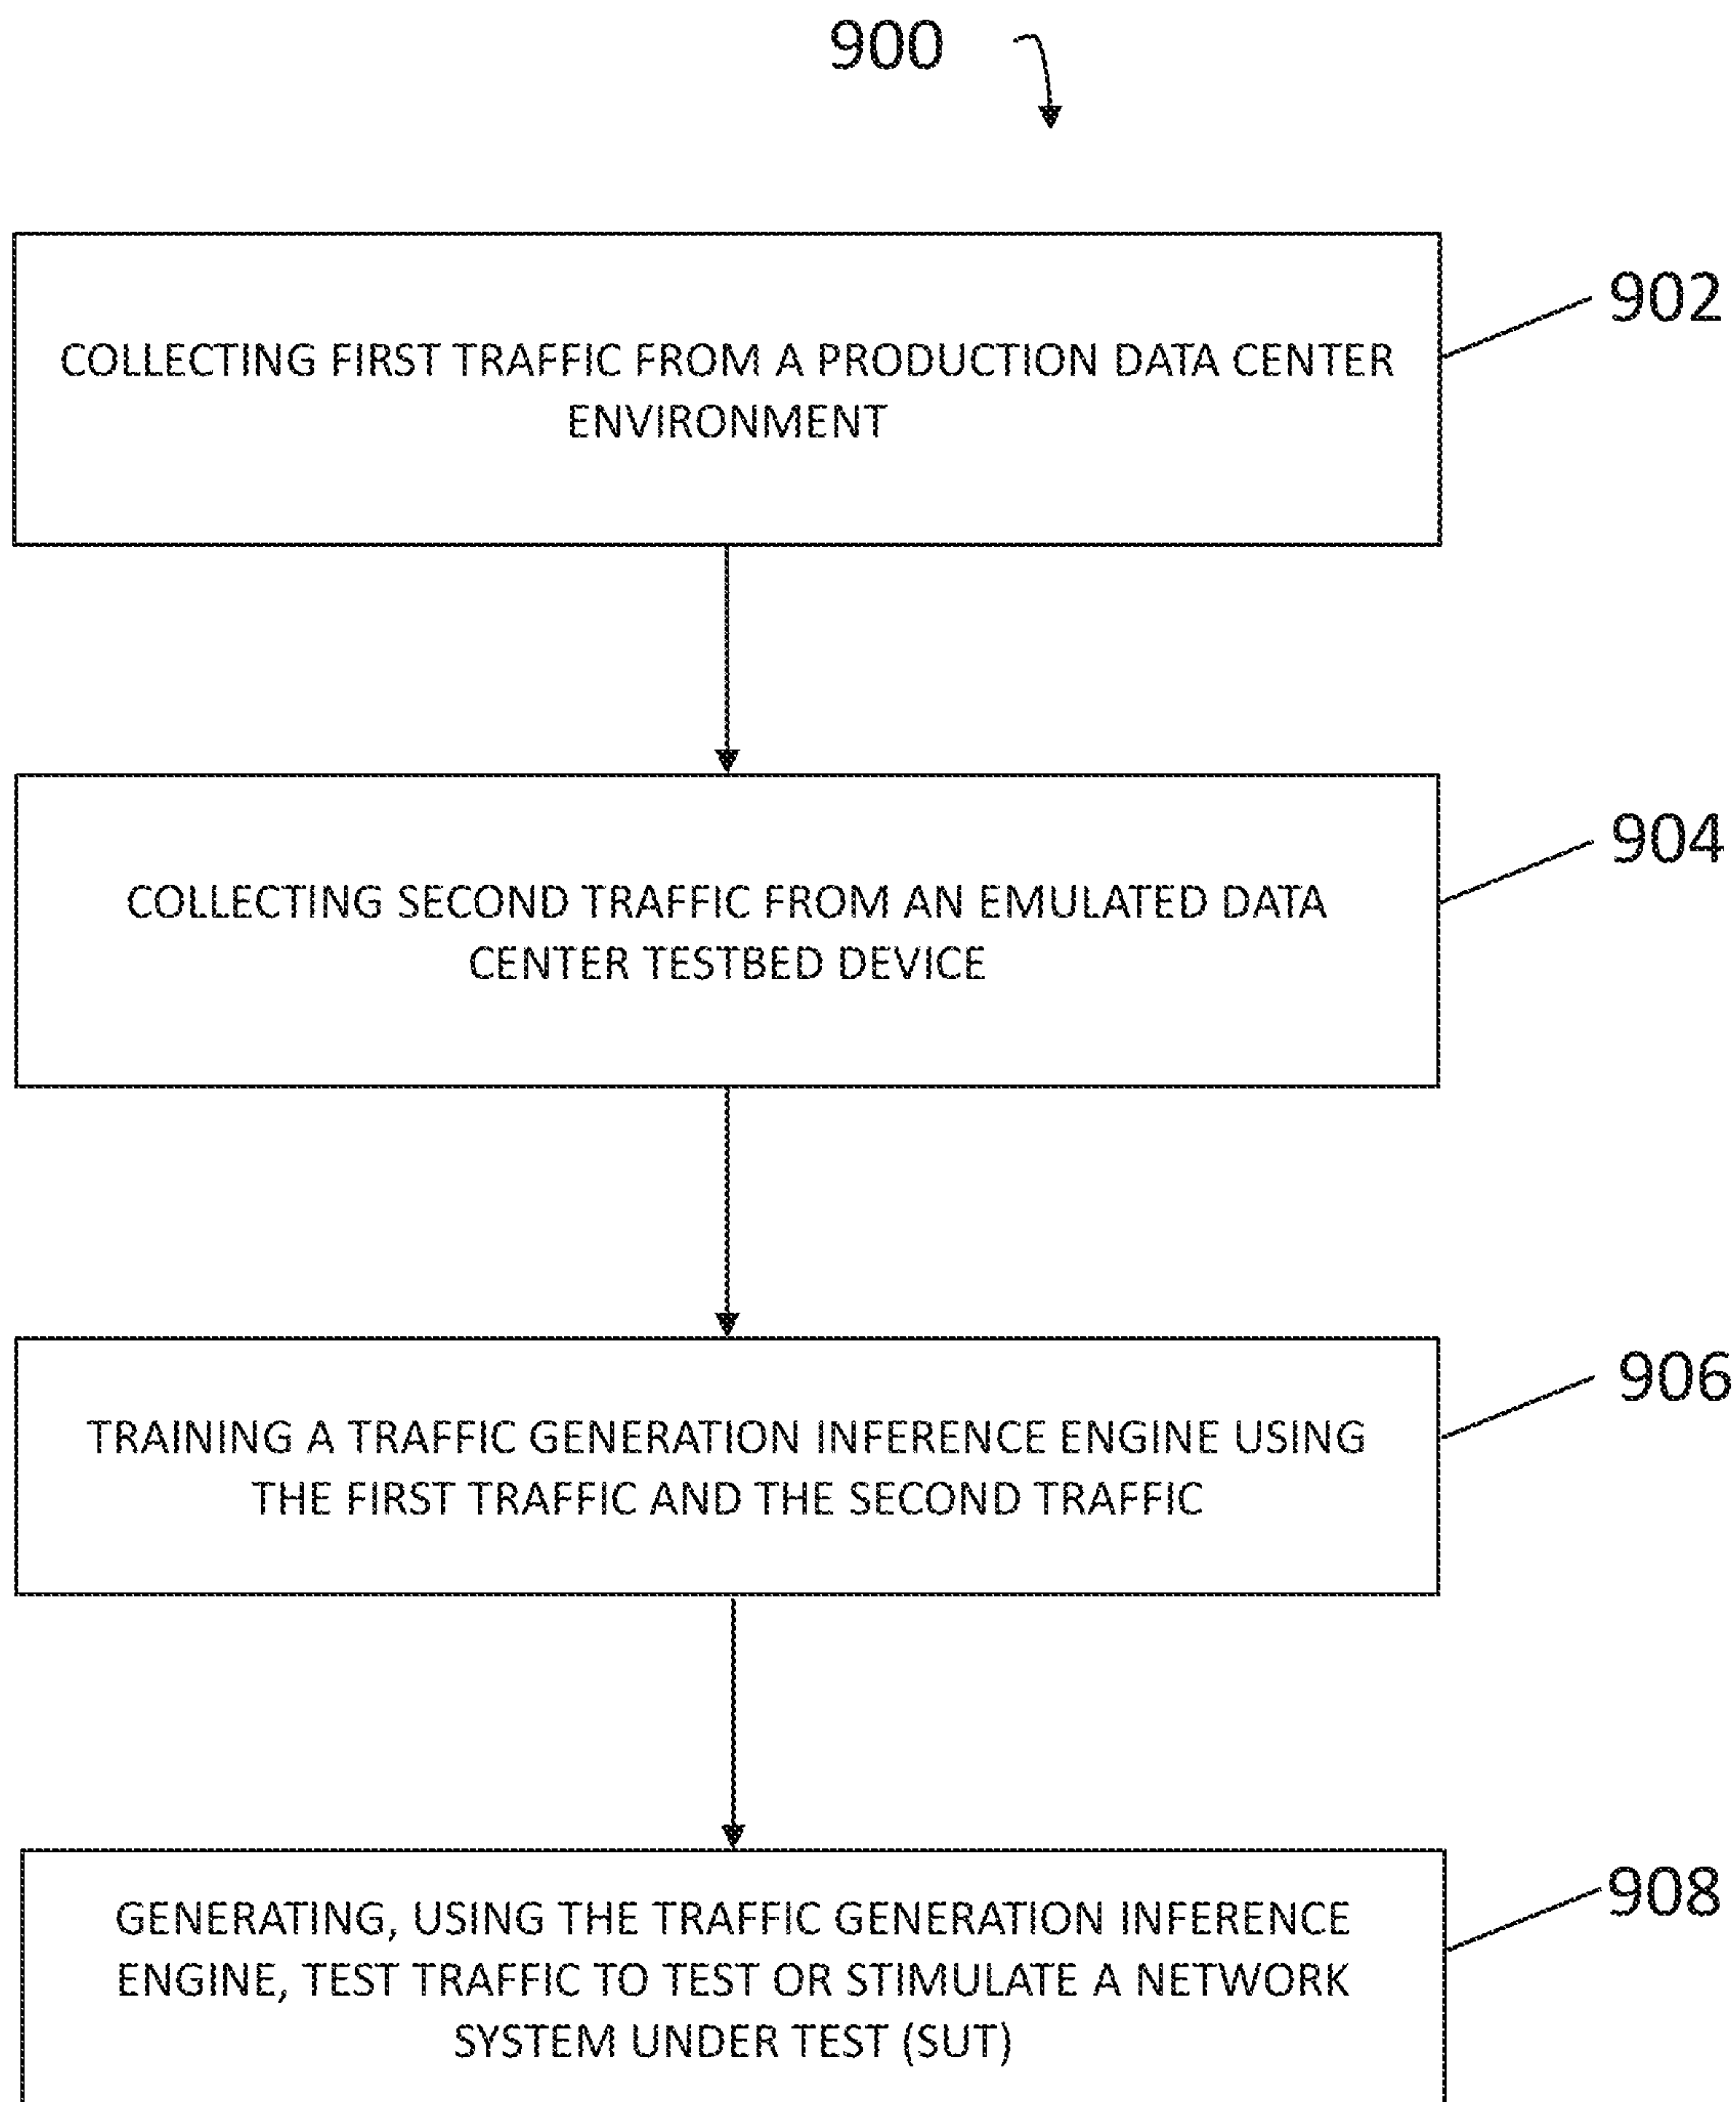 900
COLLECTING FIRST TRAFFIC FROM A PRODUCTION DATA CENTER
ENVIRONMENT
902
COLLECTING SECOND TRAFFIC FROM AN EMULATED DATA
CENTER TESTBED DEVICE
904
TRAINING A TRAFFIC GENERATION INFERENCE ENGINE USING
THE FIRST TRAFFIC AND THE SECOND TRAFFIC
906
GENERATING, USING THE TRAFFIC GENERATION INFERENCE
ENGINE, TEST TRAFFIC TO TEST OR STIMULATE A NETWORK
SYSTEM UNDER TEST (SUT)
908